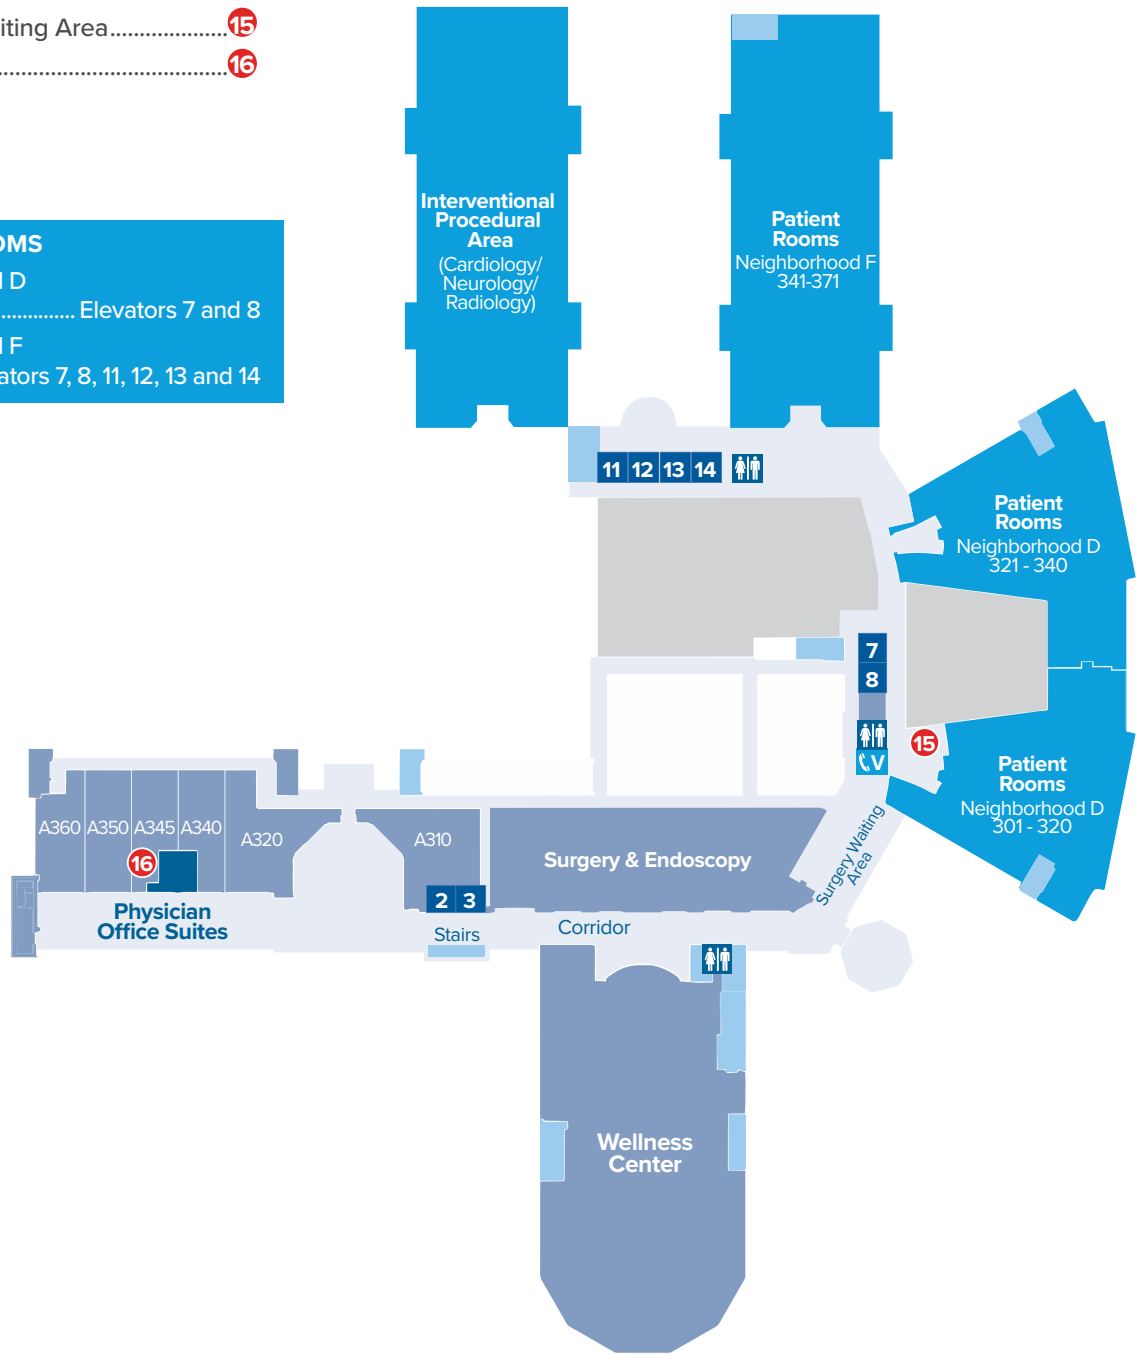 iting Area....................15
.......................................16
OMS
D
............. Elevators 7 and 8
F
ators 7, 8, 11, 12, 13 and 14
Interventional
Procedural
Area
(Cardiology/
Neurology/
Radiology)
Patient
Rooms
Neighborhood F
341-371
11 12 13 14
Patient
Rooms
Neighborhood D
321 - 340
7
8
V
15
Patient
Rooms
Neighborhood D
301 - 320
A360 A350 A345 A340
A320
A310
16
Surgery & Endoscopy
Surgery Waiting
Area
2 3
Physician
Office Suites
Stairs
Corridor
Wellness
Center